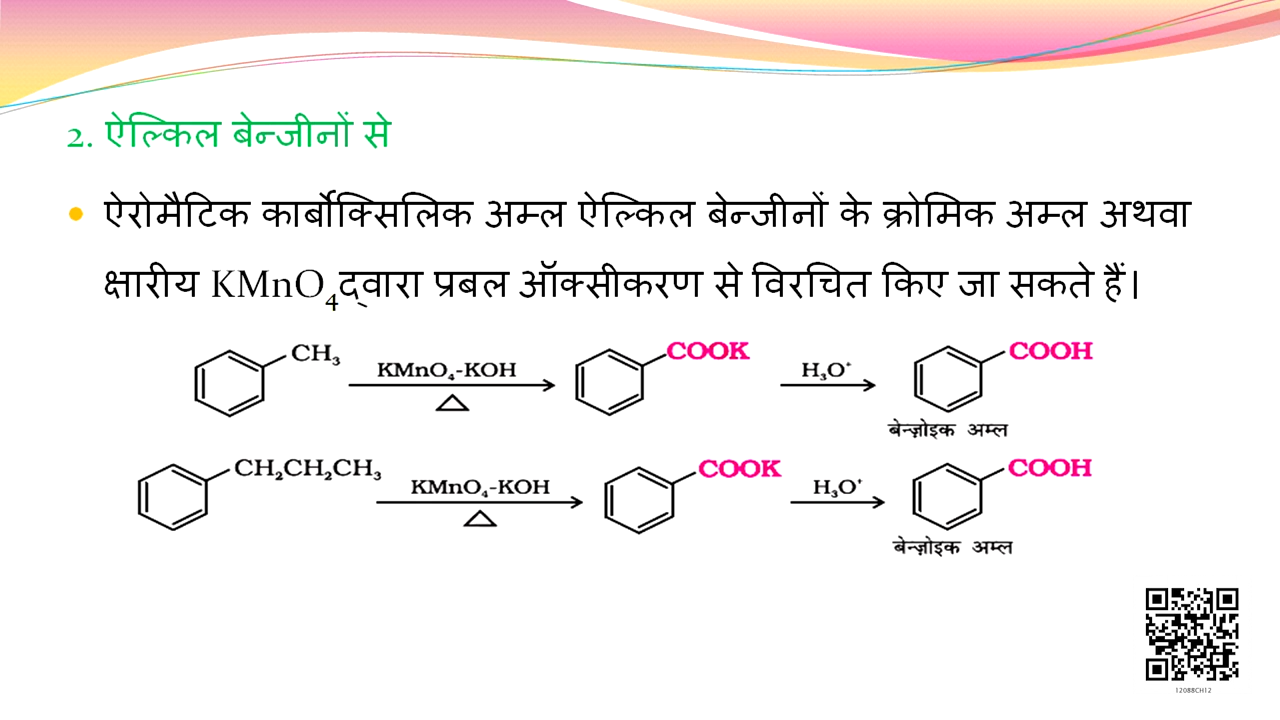 2. ऐल्किल बेन्जीनों से
ऐरोमैटिक कार्बोक्सिलिक अम्ल ऐल्किल बेन्जीनों के क्रोमिक अम्ल अथवा
क्षारीय KMnO₄द्वारा प्रबल ऑक्सीकरण से विरचित किए जा सकते हैं।
CH₃ KMnO₄-KOH △ COOK H₃O⁺ COOH
बेन्ज़ोइक अम्ल
CH₂CH₂CH₃ KMnO₄-KOH △ COOK H₃O⁺ COOH
बेन्ज़ोइक अम्ल
12088CH12